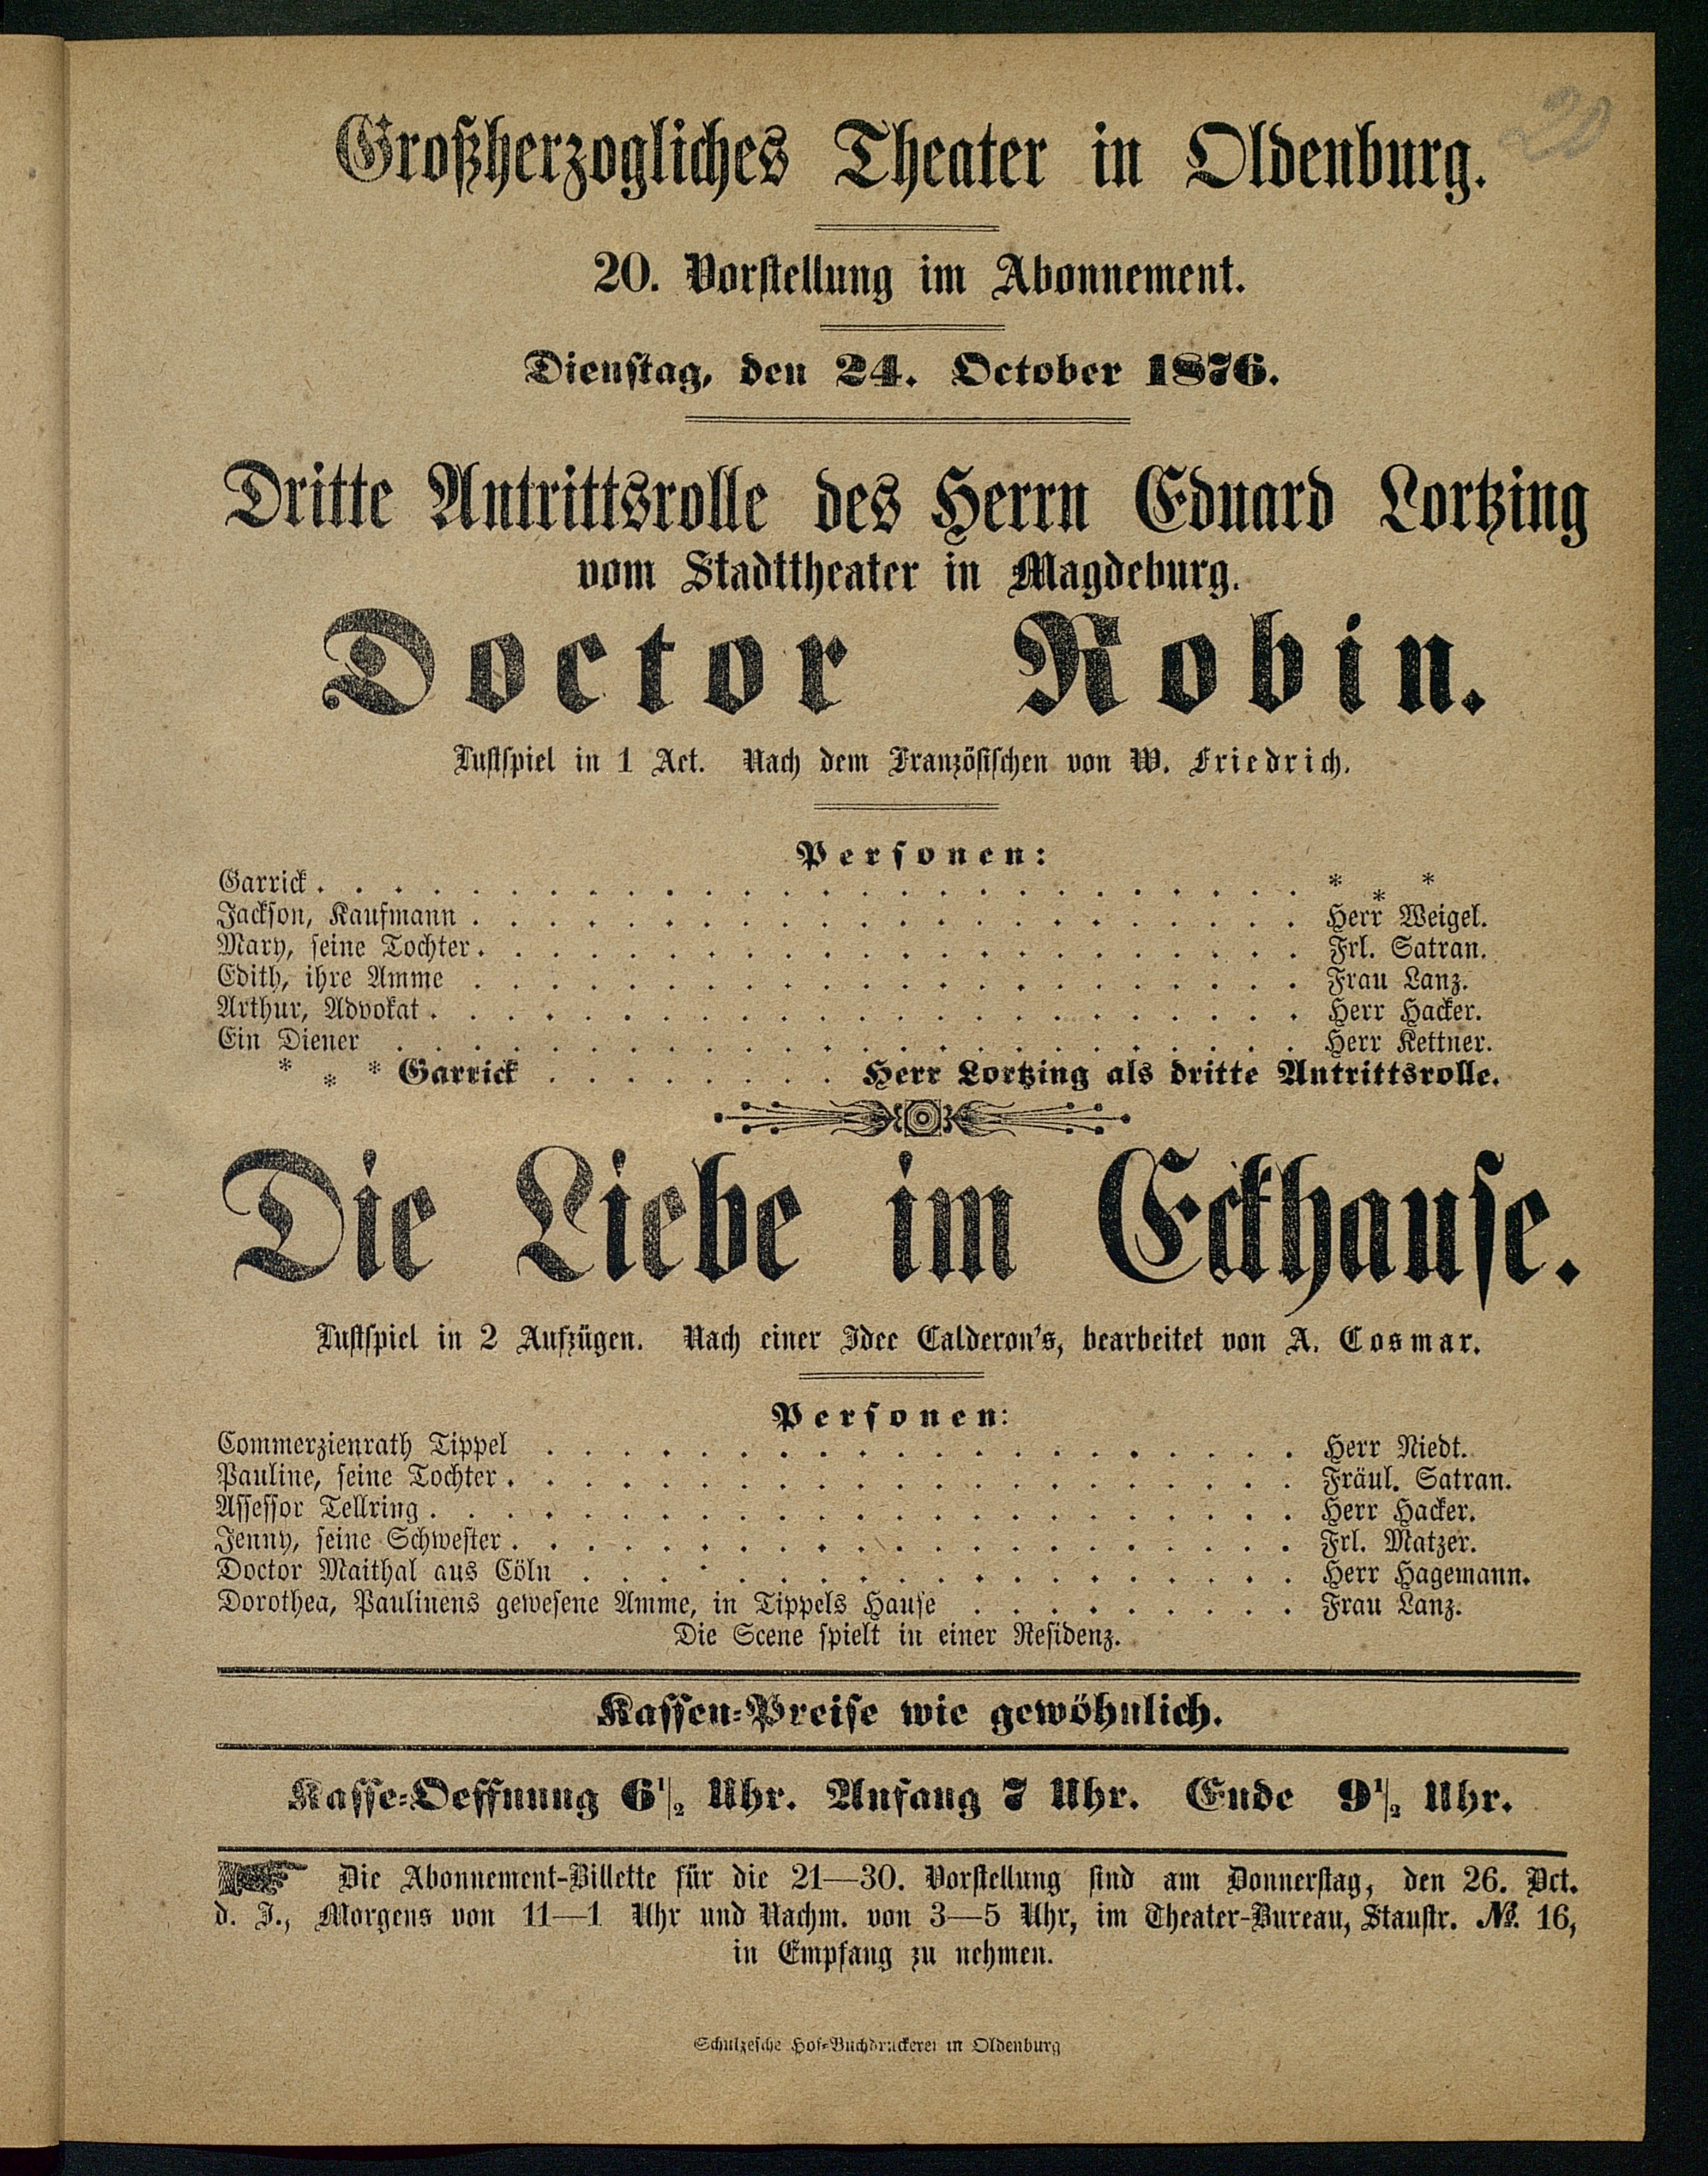 20
Großherzogliches Theater in Oldenburg.
20. Vorstellung im Abonnement.
Dienstag, den 24. October 1876.
Dritte Antrittsrolle des Herrn Eduard Lortzing
vom Stadttheater in Magdeburg.
Doctor Robin.
Lustspiel in 1 Act. Nach dem Französischen von W. Friedrich.
Personen:
Garrick . . . . . . . . . . * * *
Jackson, Kaufmann . . . . . . . . . . Herr Weigel.
Mary, seine Tochter . . . . . . . . . . Frl. Satran.
Edith, ihre Amme . . . . . . . . . . Frau Lanz.
Arthur, Advokat . . . . . . . . . . Herr Hacker.
Ein Diener . . . . . . . . . . Herr Kettner.
* * * Garrick . . . . . . . . Herr Lortzing als dritte Antrittsrolle.
Die Liebe im Eckhause.
Lustspiel in 2 Aufzügen. Nach einer Idee Calderon's, bearbeitet von A. Cosmar.
Personen:
Commerzienrath Tippel . . . . . . . . . . Herr Niedt.
Pauline, seine Tochter . . . . . . . . . . Fräul. Satran.
Assessor Tellring . . . . . . . . . . Herr Hacker.
Jenny, seine Schwester . . . . . . . . . . Frl. Matzer.
Doctor Maithal aus Cöln . . . . . . . . . . Herr Hagemann.
Dorothea, Paulinens gewesene Amme, in Tippels Hause . . . . . . . . . Frau Lanz.
Die Scene spielt in einer Residenz.
Kassen-Preise wie gewöhnlich.
Kasse-Oeffnung 6 1/2 Uhr. Anfang 7 Uhr. Ende 9 1/2 Uhr.
☛ Die Abonnement-Billette für die 21—30. Vorstellung sind am Donnerstag, den 26. Oct.
d. J., Morgens von 11—1 Uhr und Nachm. von 3—5 Uhr, im Theater-Bureau, Staustr. №. 16,
in Empfang zu nehmen.
Schulzesche Hof-Buchdruckerei in Oldenburg